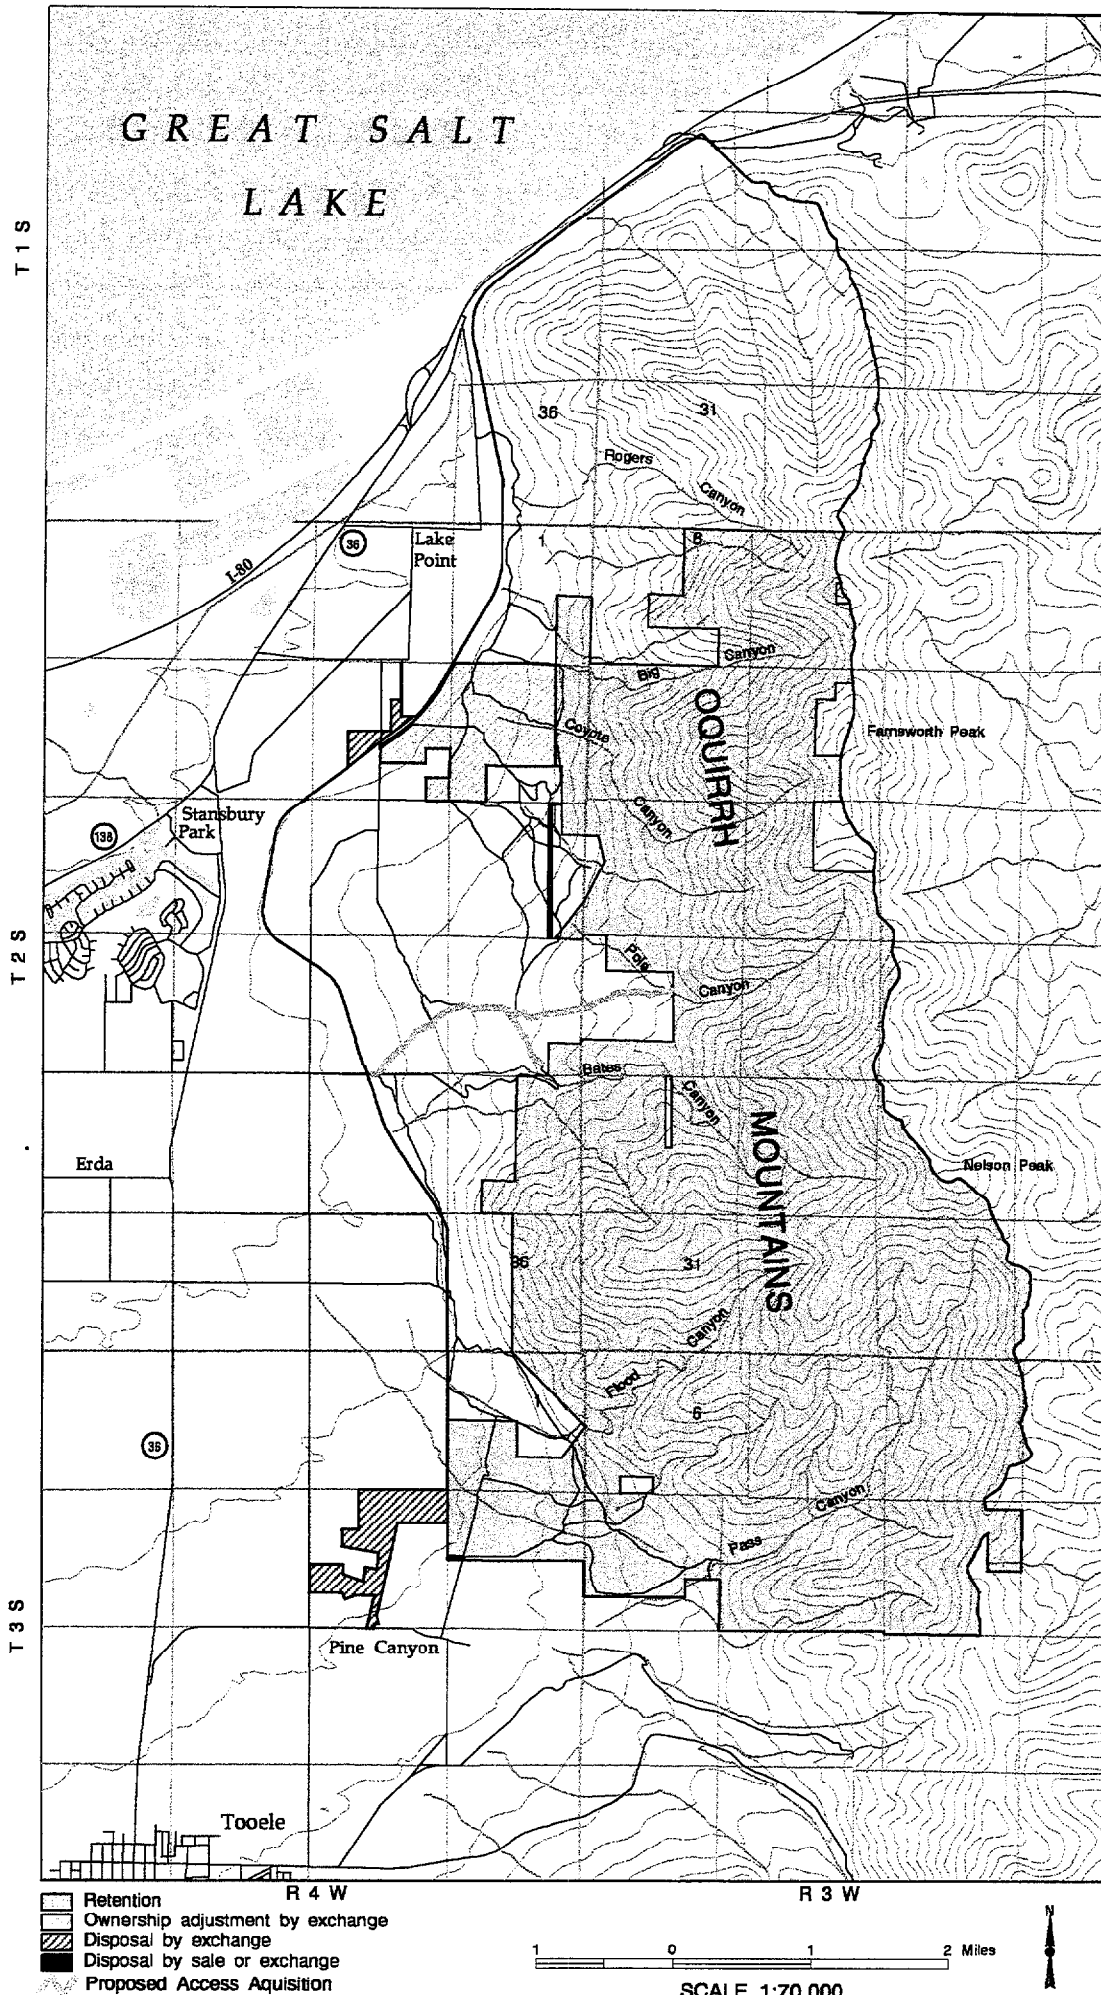 GREAT SALT
LAKE
T 1 S
36
31
Rogers
Canyon
36
Lake
Point
1
6
I-80
Canyon
Big
OQUIRRH
Coyote
Farnsworth Peak
Canyon
Stansbury
Park
138
T 2 S
Pole
Canyon
Bates
Canyon
MOUNTAINS
Erda
Nelson Peak
36
31
Canyon
Flood
6
36
Canyon
Pass
T 3 S
Pine Canyon
Tooele
R 4 W
R 3 W
Retention
Ownership adjustment by exchange
Disposal by exchange
Disposal by sale or exchange
Proposed Access Aquisition
N
1 0 1 2 Miles
SCALE 1:70,000